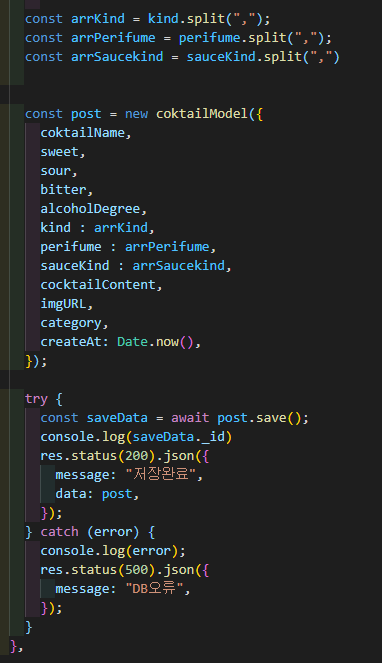 const arrKind = kind.split(",");
const arrPerifume = perifume.split(",");
const arrSaucekind = sauceKind.split(",")
const post = new coktailModel({
coktailName,
sweet,
sour,
bitter,
alcoholDegree,
kind : arrKind,
perifume : arrPerifume,
sauceKind : arrSaucekind,
cocktailContent,
imgURL,
category,
createAt: Date.now(),
});
try {
const saveData = await post.save();
console.log(saveData._id)
res.status(200).json({
message: "저장완료",
data: post,
});
} catch (error) {
console.log(error);
res.status(500).json({
message: "DB오류",
});
}
},